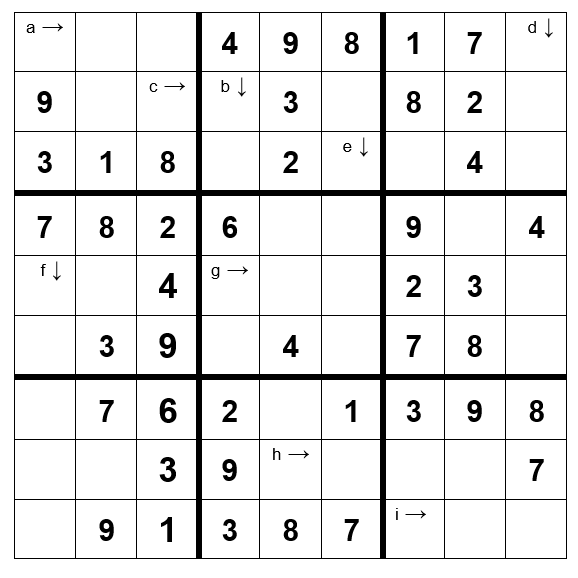 a → 4 9 8 1 7 d ↓
9 c → b ↓ 3 8 2
3 1 8 2 e ↓ 4
7 8 2 6 9 4
f ↓ 4 g → 2 3
3 9 4 7 8
7 6 2 1 3 9 8
3 9 h → 7
9 1 3 8 7 i →